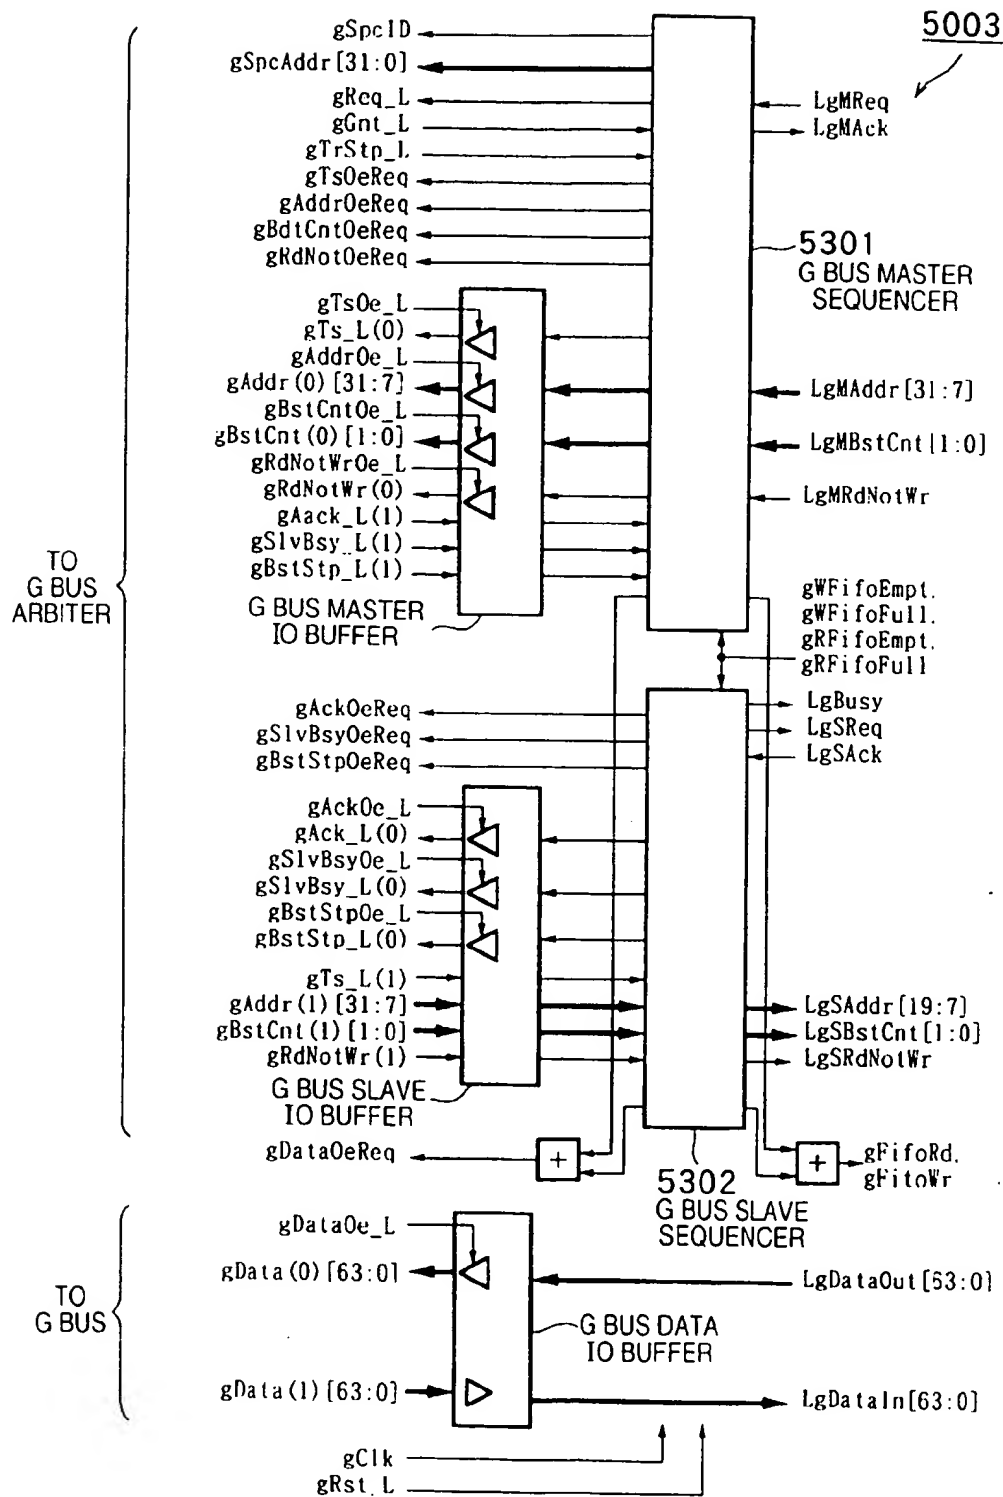 5003
gSpcID
gSpcAddr[31:0]
gReq_L
gGnt_L
gTrStp_L
gTsOeReq
gAddrOeReq
gBdtCntOeReq
gRdNotOeReq
LgMReq
LgMAck
5301
G BUS MASTER
SEQUENCER
gTsOe_L
gTs_L(0)
gAddrOe_L
gAddr(0)[31:7]
gBstCntOe_L
gBstCnt(0)[1:0]
gRdNotWrOe_L
gRdNotWr(0)
gAack_L(1)
gSlvBsy_L(1)
gBstStp_L(1)
LgMAddr[31:7]
LgMBstCnt[1:0]
LgMRdNotWr
TO
G BUS
ARBITER
G BUS MASTER
IO BUFFER
gWFifoEmpt.
gWFifoFull.
gRFifoEmpt.
gRFifoFull
gAckOeReq
gSlvBsyOeReq
gBstStpOeReq
LgBusy
LgSReq
LgSAck
gAckOe_L
gAck_L(0)
gSlvBsyOe_L
gSlvBsy_L(0)
gBstStpOe_L
gBstStp_L(0)
gTs_L(1)
gAddr(1)[31:7]
gBstCnt(1)[1:0]
gRdNotWr(1)
LgSAddr[19:7]
LgSBstCnt[1:0]
LgSRdNotWr
G BUS SLAVE
IO BUFFER
gDataOeReq
+
+
gFifoRd.
gFifoWr
5302
G BUS SLAVE
SEQUENCER
TO
G BUS
gDataOe_L
gData(0)[63:0]
LgDataOut[63:0]
G BUS DATA
IO BUFFER
gData(1)[63:0]
LgDataIn[63:0]
gClk
gRst_L